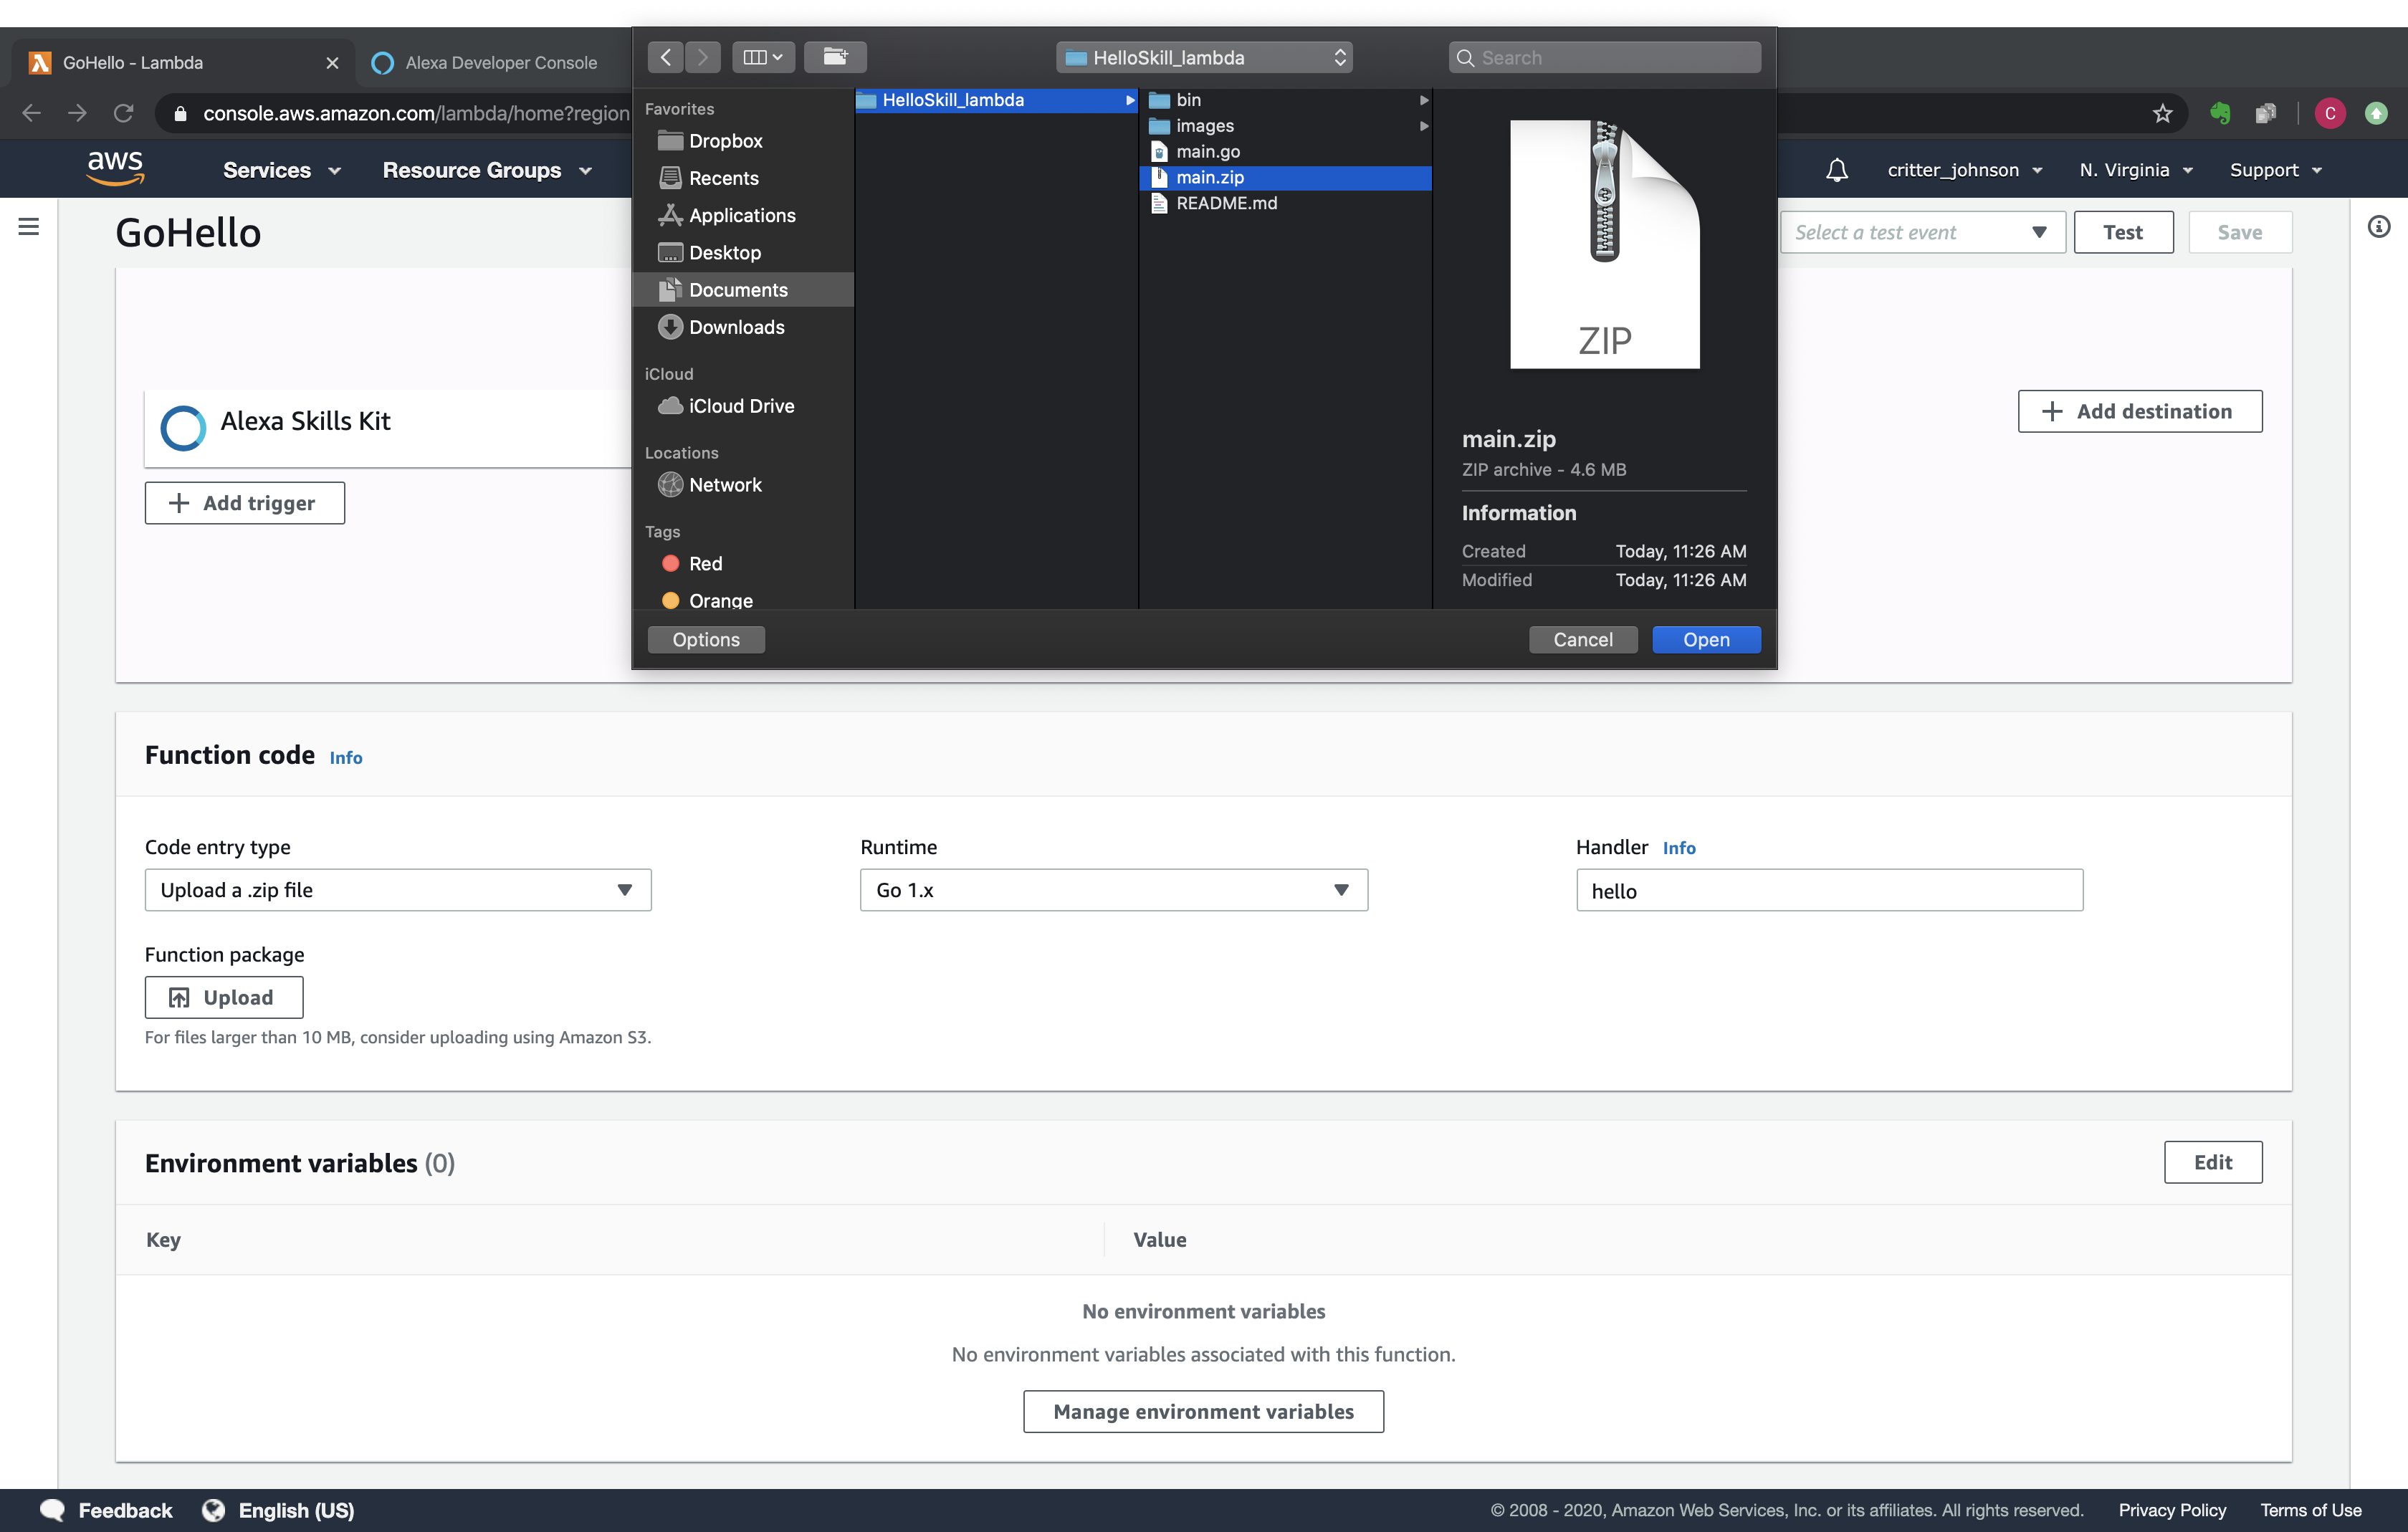 GoHello - Lambda
Alexa Developer Console
console.aws.amazon.com/lambda/home?region
C
aws
Services
Resource Groups
critter_johnson
N. Virginia
Support
GoHello
Select a test event
Test
Save
HelloSkill_lambda
Search
Favorites
Dropbox
Recents
Applications
Desktop
Documents
Downloads
iCloud
iCloud Drive
Locations
Network
Tags
Red
Orange
HelloSkill_lambda
bin
images
main.go
main.zip
README.md
ZIP
main.zip
ZIP archive - 4.6 MB
Information
Created Today, 11:26 AM
Modified Today, 11:26 AM
Options
Cancel
Open
Alexa Skills Kit
Add trigger
Add destination
Function code Info
Code entry type
Upload a .zip file
Runtime
Go 1.x
Handler Info
hello
Function package
Upload
For files larger than 10 MB, consider uploading using Amazon S3.
Environment variables (0)
Edit
Key
Value
No environment variables
No environment variables associated with this function.
Manage environment variables
Feedback
English (US)
© 2008 - 2020, Amazon Web Services, Inc. or its affiliates. All rights reserved.
Privacy Policy
Terms of Use